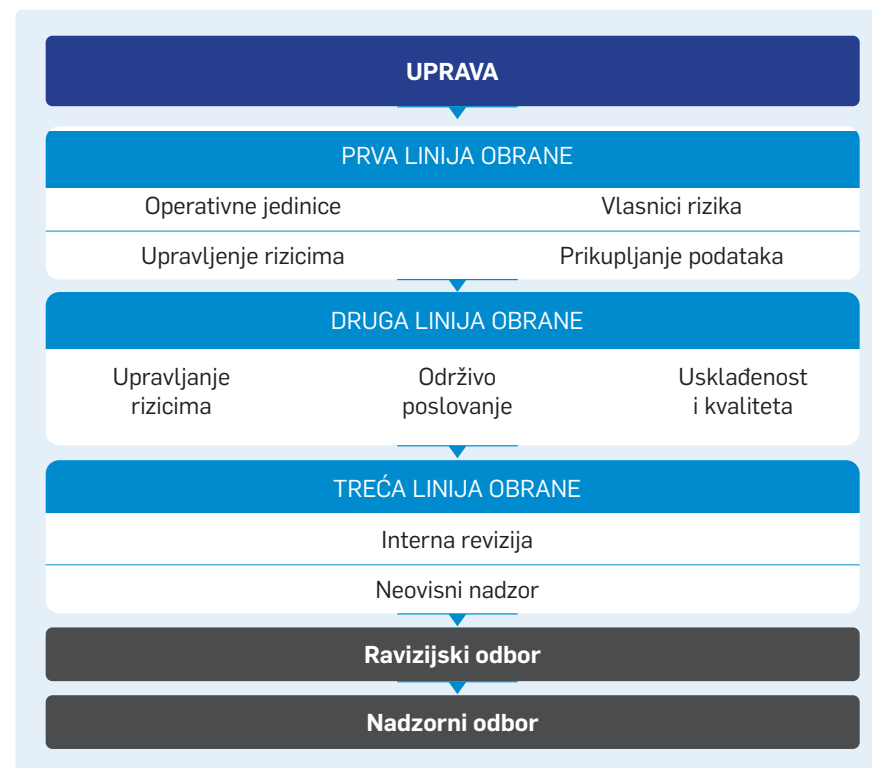 UPRAVA
PRVA LINIJA OBRANE
Operativne jedinice
Vlasnici rizika
Upravljenje rizicima
Prikupljanje podataka
DRUGA LINIJA OBRANE
Upravljanje
rizicima
Održivo
poslovanje
Usklađenost
i kvaliteta
TREĆA LINIJA OBRANE
Interna revizija
Neovisni nadzor
Ravizijski odbor
Nadzorni odbor